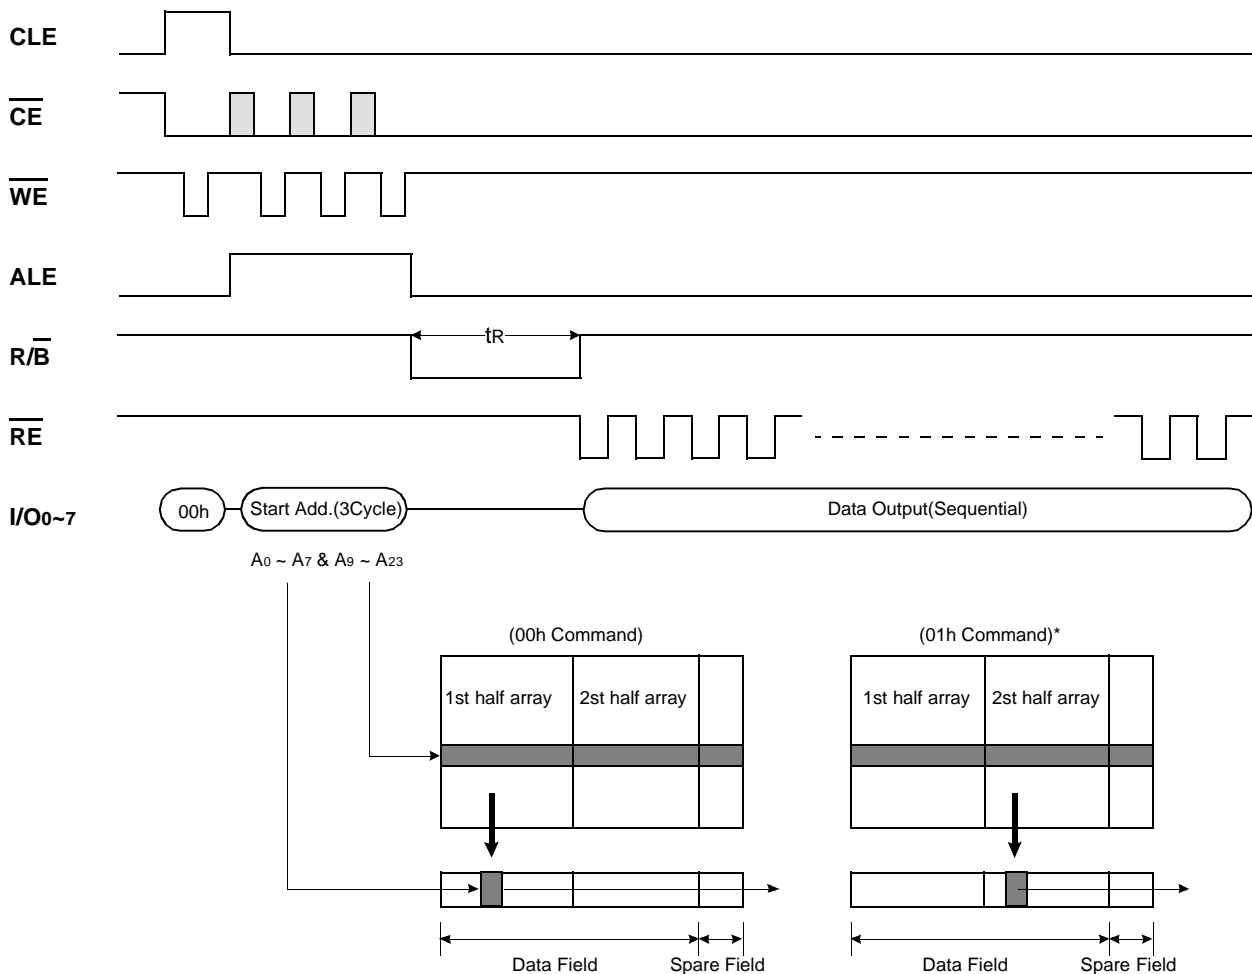 CLE
CE
WE
ALE
R/B
tR
RE
I/O0~7
00h
Start Add.(3Cycle)
Data Output(Sequential)
A0 ~ A7 & A9 ~ A23
(00h Command)
(01h Command)*
1st half array
2st half array
1st half array
2st half array
Data Field
Spare Field
Data Field
Spare Field